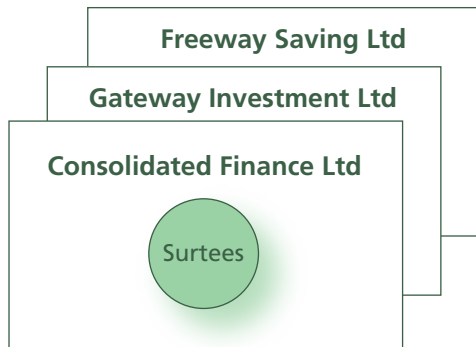 Freeway Saving Ltd
Gateway Investment Ltd
Consolidated Finance Ltd
Surtees